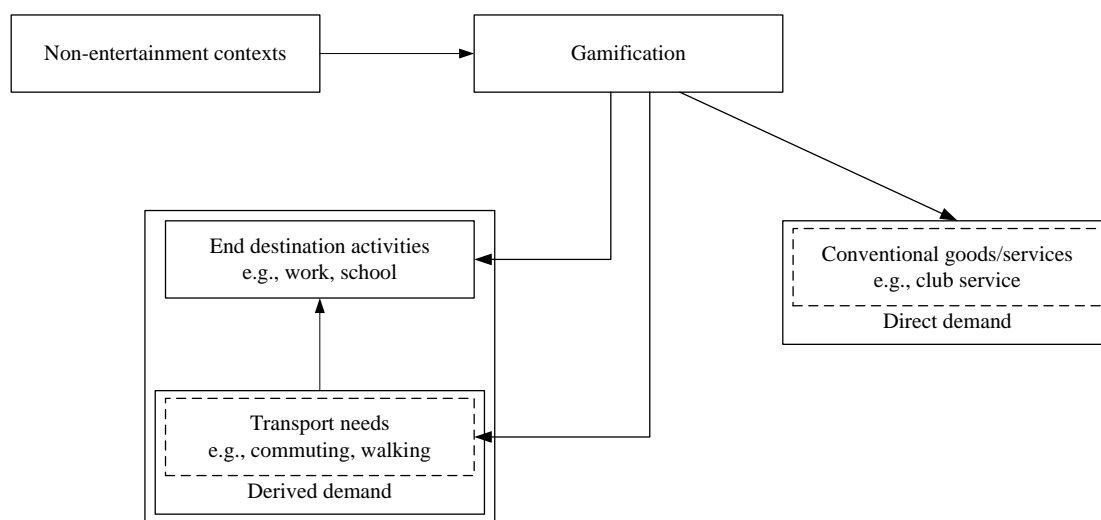 Non-entertainment contexts
Gamification
End destination activities
e.g., work, school
Conventional goods/services
e.g., club service
Direct demand
Transport needs
e.g., commuting, walking
Derived demand